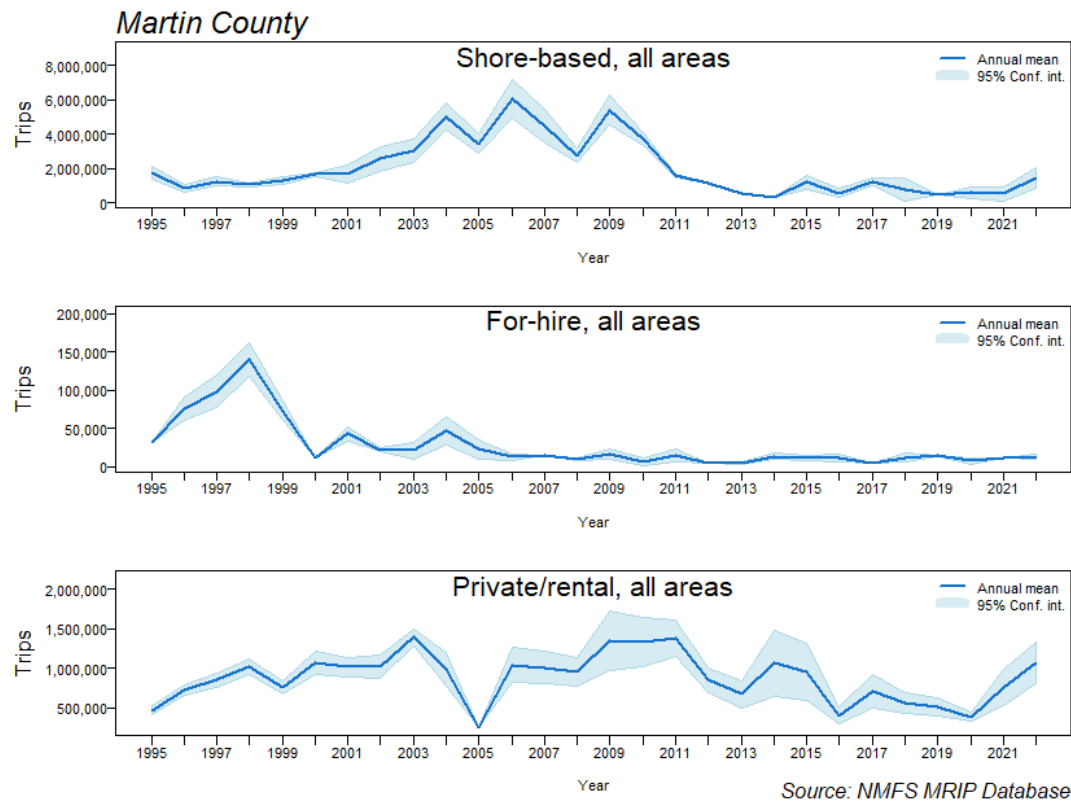 Martin County
Shore-based, all areas
Annual mean
95% Conf. int.
Trips
8,000,000
6,000,000
4,000,000
2,000,000
0
1995 1997 1999 2001 2003 2005 2007 2009 2011 2013 2015 2017 2019 2021
Year
For-hire, all areas
Annual mean
95% Conf. int.
Trips
200,000
150,000
100,000
50,000
0
1995 1997 1999 2001 2003 2005 2007 2009 2011 2013 2015 2017 2019 2021
Year
Private/rental, all areas
Annual mean
95% Conf. int.
Trips
2,000,000
1,500,000
1,000,000
500,000
1995 1997 1999 2001 2003 2005 2007 2009 2011 2013 2015 2017 2019 2021
Year
Source: NMFS MRIP Database